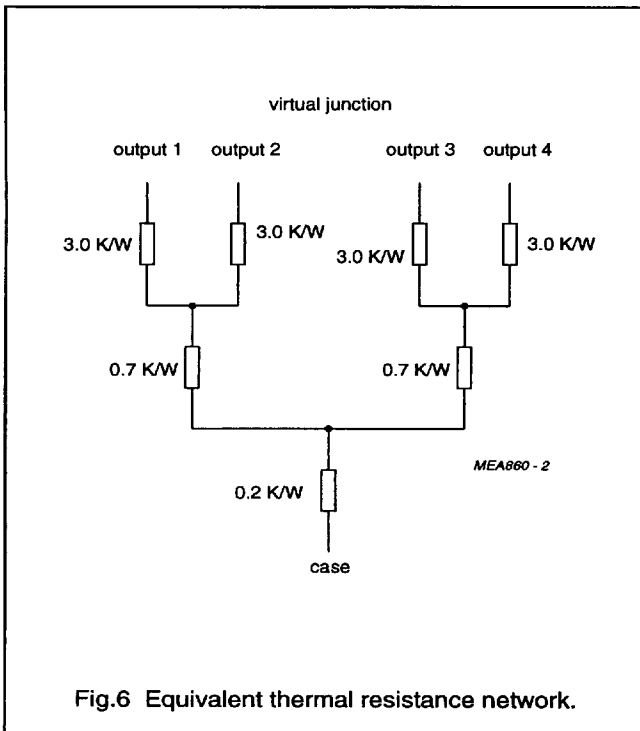 virtual junction
output 1 output 2 output 3 output 4
3.0 K/W 3.0 K/W 3.0 K/W 3.0 K/W
0.7 K/W 0.7 K/W
MEA860 - 2
0.2 K/W
case
Fig.6 Equivalent thermal resistance network.